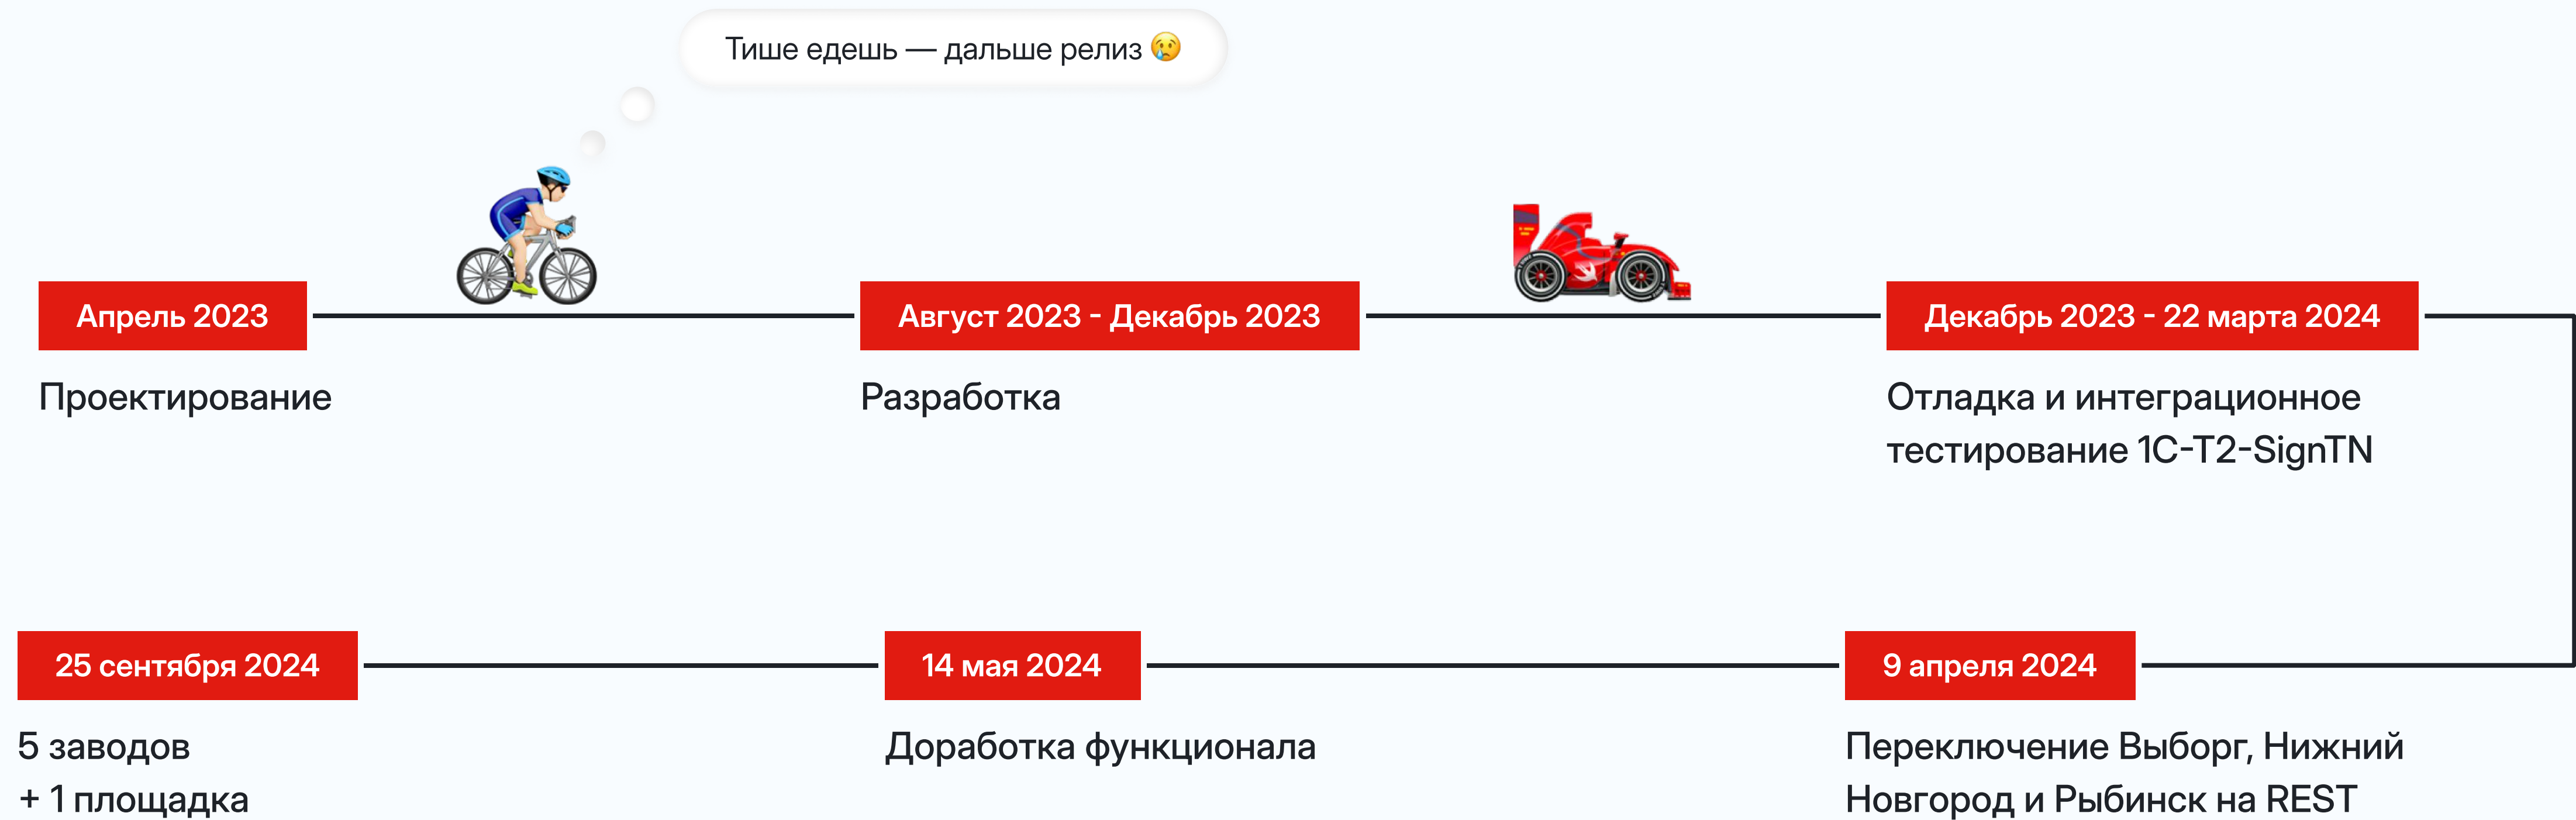 Тише едешь — дальше релиз 😢
Апрель 2023
Август 2023 - Декабрь 2023
Декабрь 2023 - 22 марта 2024
Проектирование
Разработка
Отладка и интеграционное
тестирование 1С-Т2-SignTN
25 сентября 2024
14 мая 2024
9 апреля 2024
5 заводов
+ 1 площадка
Доработка функционала
Переключение Выборг, Нижний
Новгород и Рыбинск на REST